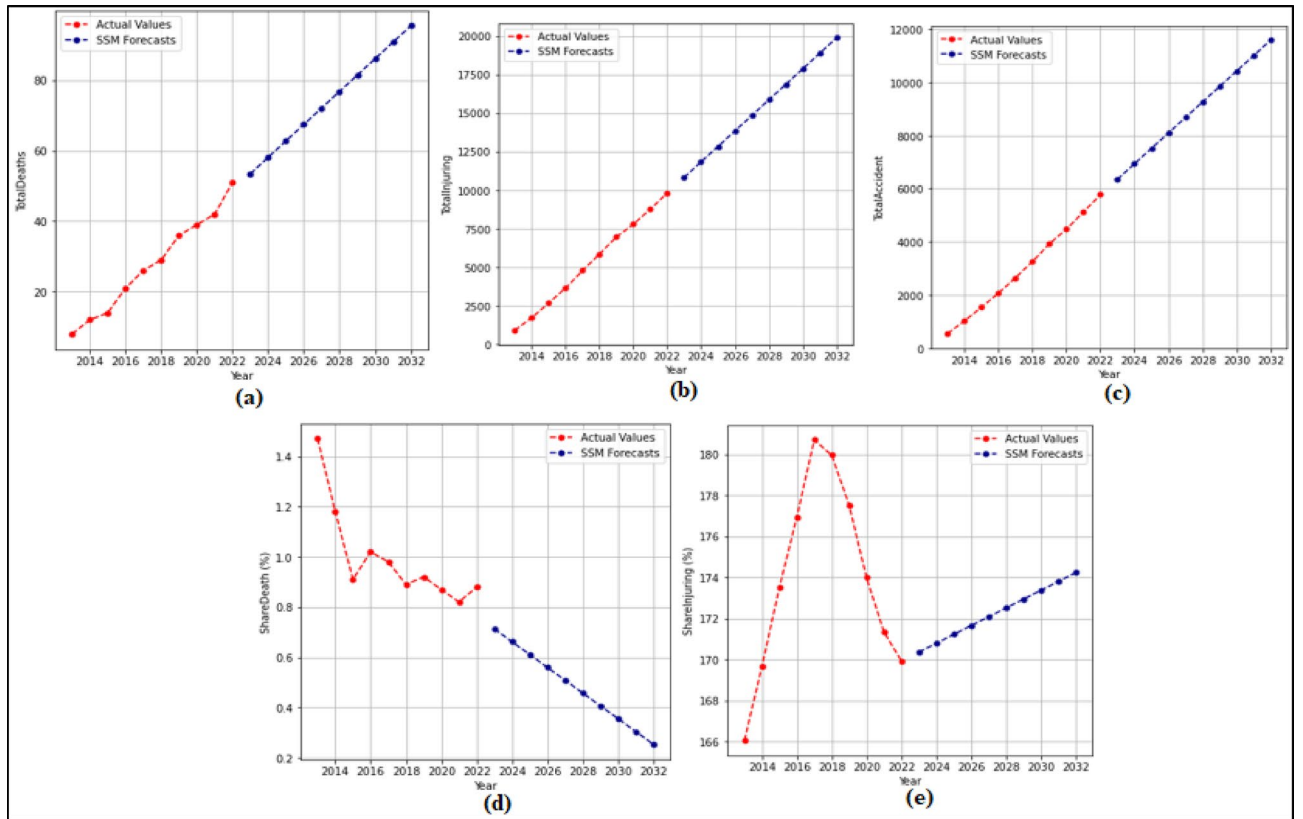 Actual Values
SSM Forecasts
TotalDeaths
80
60
40
20
2014 2016 2018 2020 2022 2024 2026 2028 2030 2032
Year
(a)
Actual Values
SSM Forecasts
TotalInjuring
20000
17500
15000
12500
10000
7500
5000
2500
0
2014 2016 2018 2020 2022 2024 2026 2028 2030 2032
Year
(b)
Actual Values
SSM Forecasts
TotalAccident
12000
10000
8000
6000
4000
2000
0
2014 2016 2018 2020 2022 2024 2026 2028 2030 2032
Year
(c)
Actual Values
SSM Forecasts
ShareDeath (%)
1.4
1.2
1.0
0.8
0.6
0.4
0.2
2014 2016 2018 2020 2022 2024 2026 2028 2030 2032
Year
(d)
Actual Values
SSM Forecasts
ShareInjuring (%)
180
178
176
174
172
170
168
166
2014 2016 2018 2020 2022 2024 2026 2028 2030 2032
Year
(e)